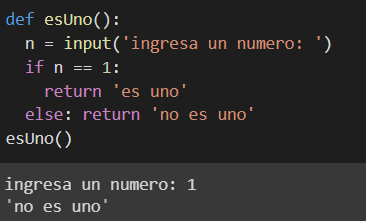 def esUno():
  n = input('ingresa un numero: ')
  if n == 1:
    return 'es uno'
  else: return 'no es uno'
esUno()
ingresa un numero: 1
'no es uno'